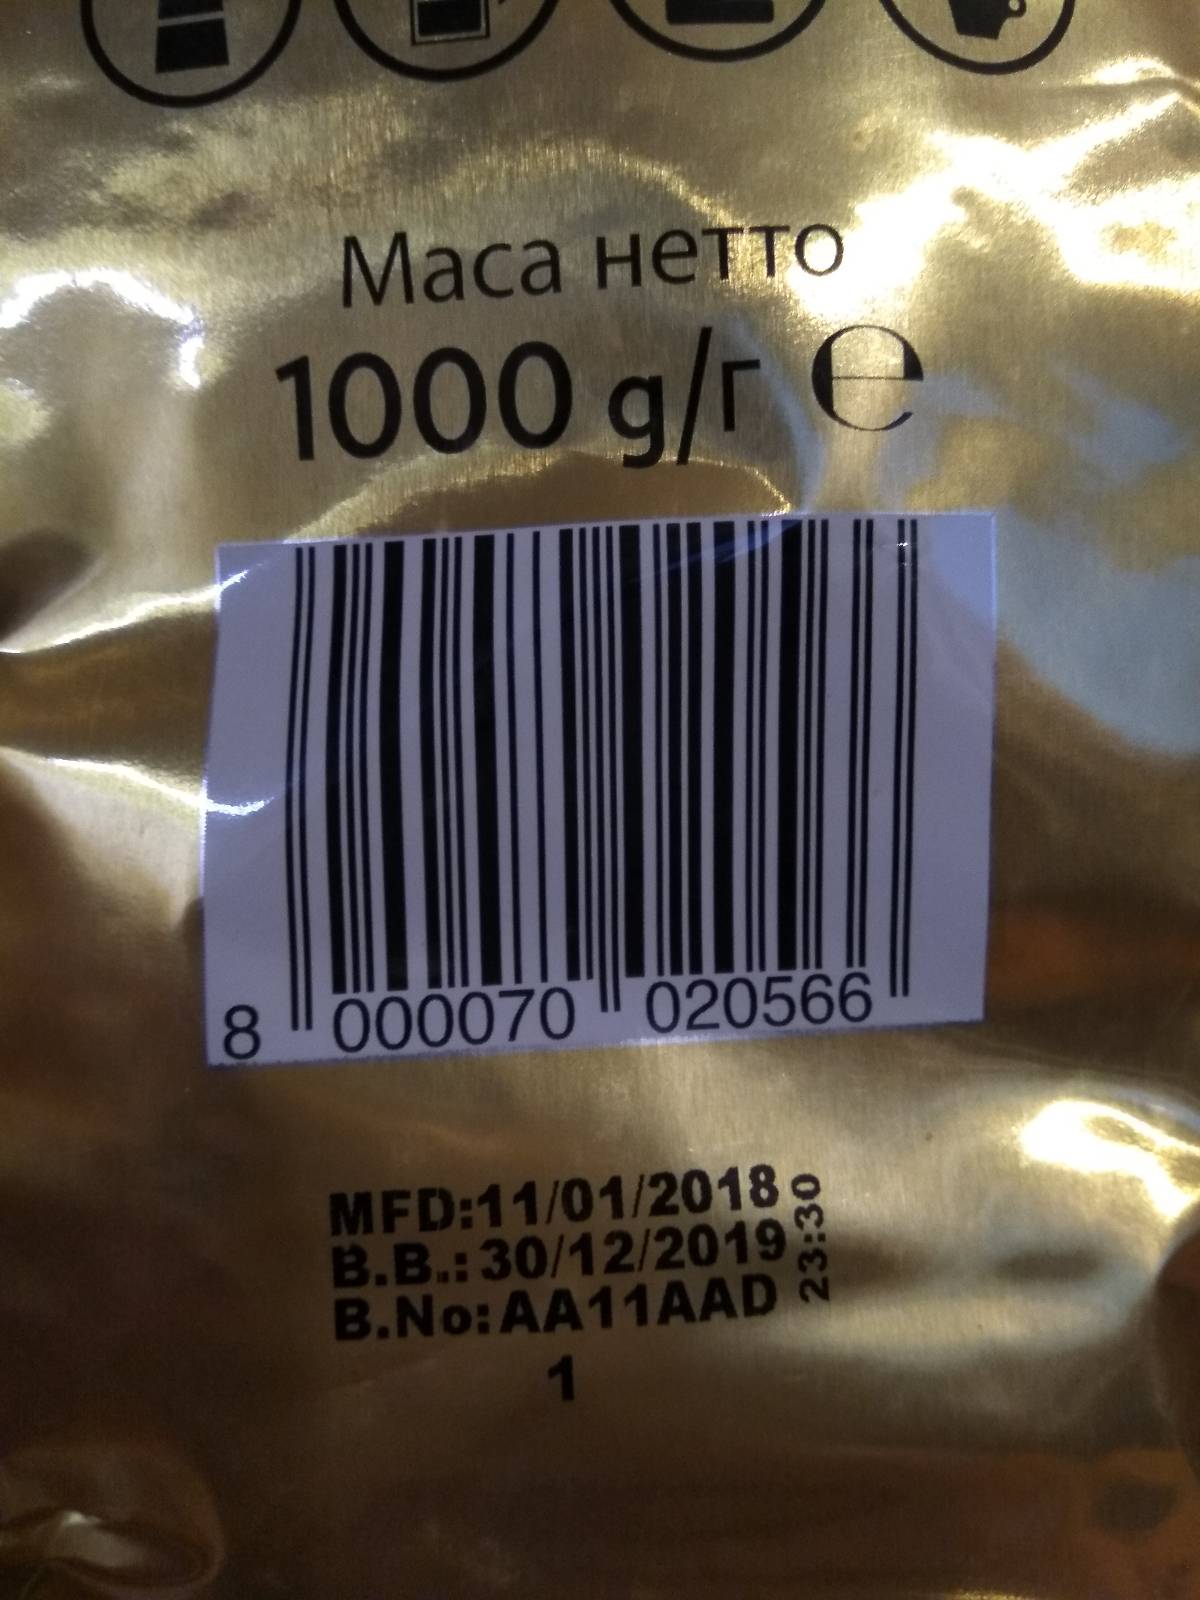 Маса нетто
1000 g/г ℮
8 000070 020566
MFD:11/01/2018
B.B.:30/12/2019
B.No:AA11AAD
23:30
1